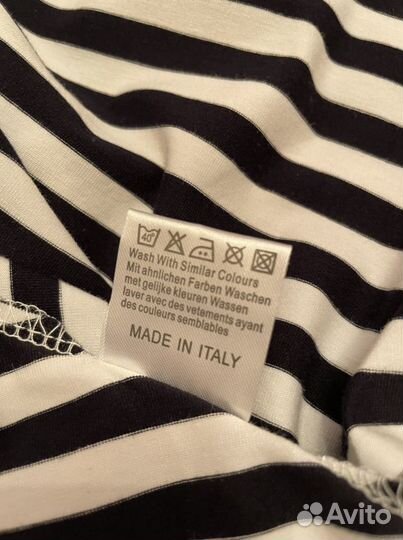 40°
Wash With Similar Colours
Mit ähnlichen Farben Waschen
met gelijke kleuren Wassen
laver avec des vetements ayant
des couleurs semblables
MADE IN ITALY
Avito